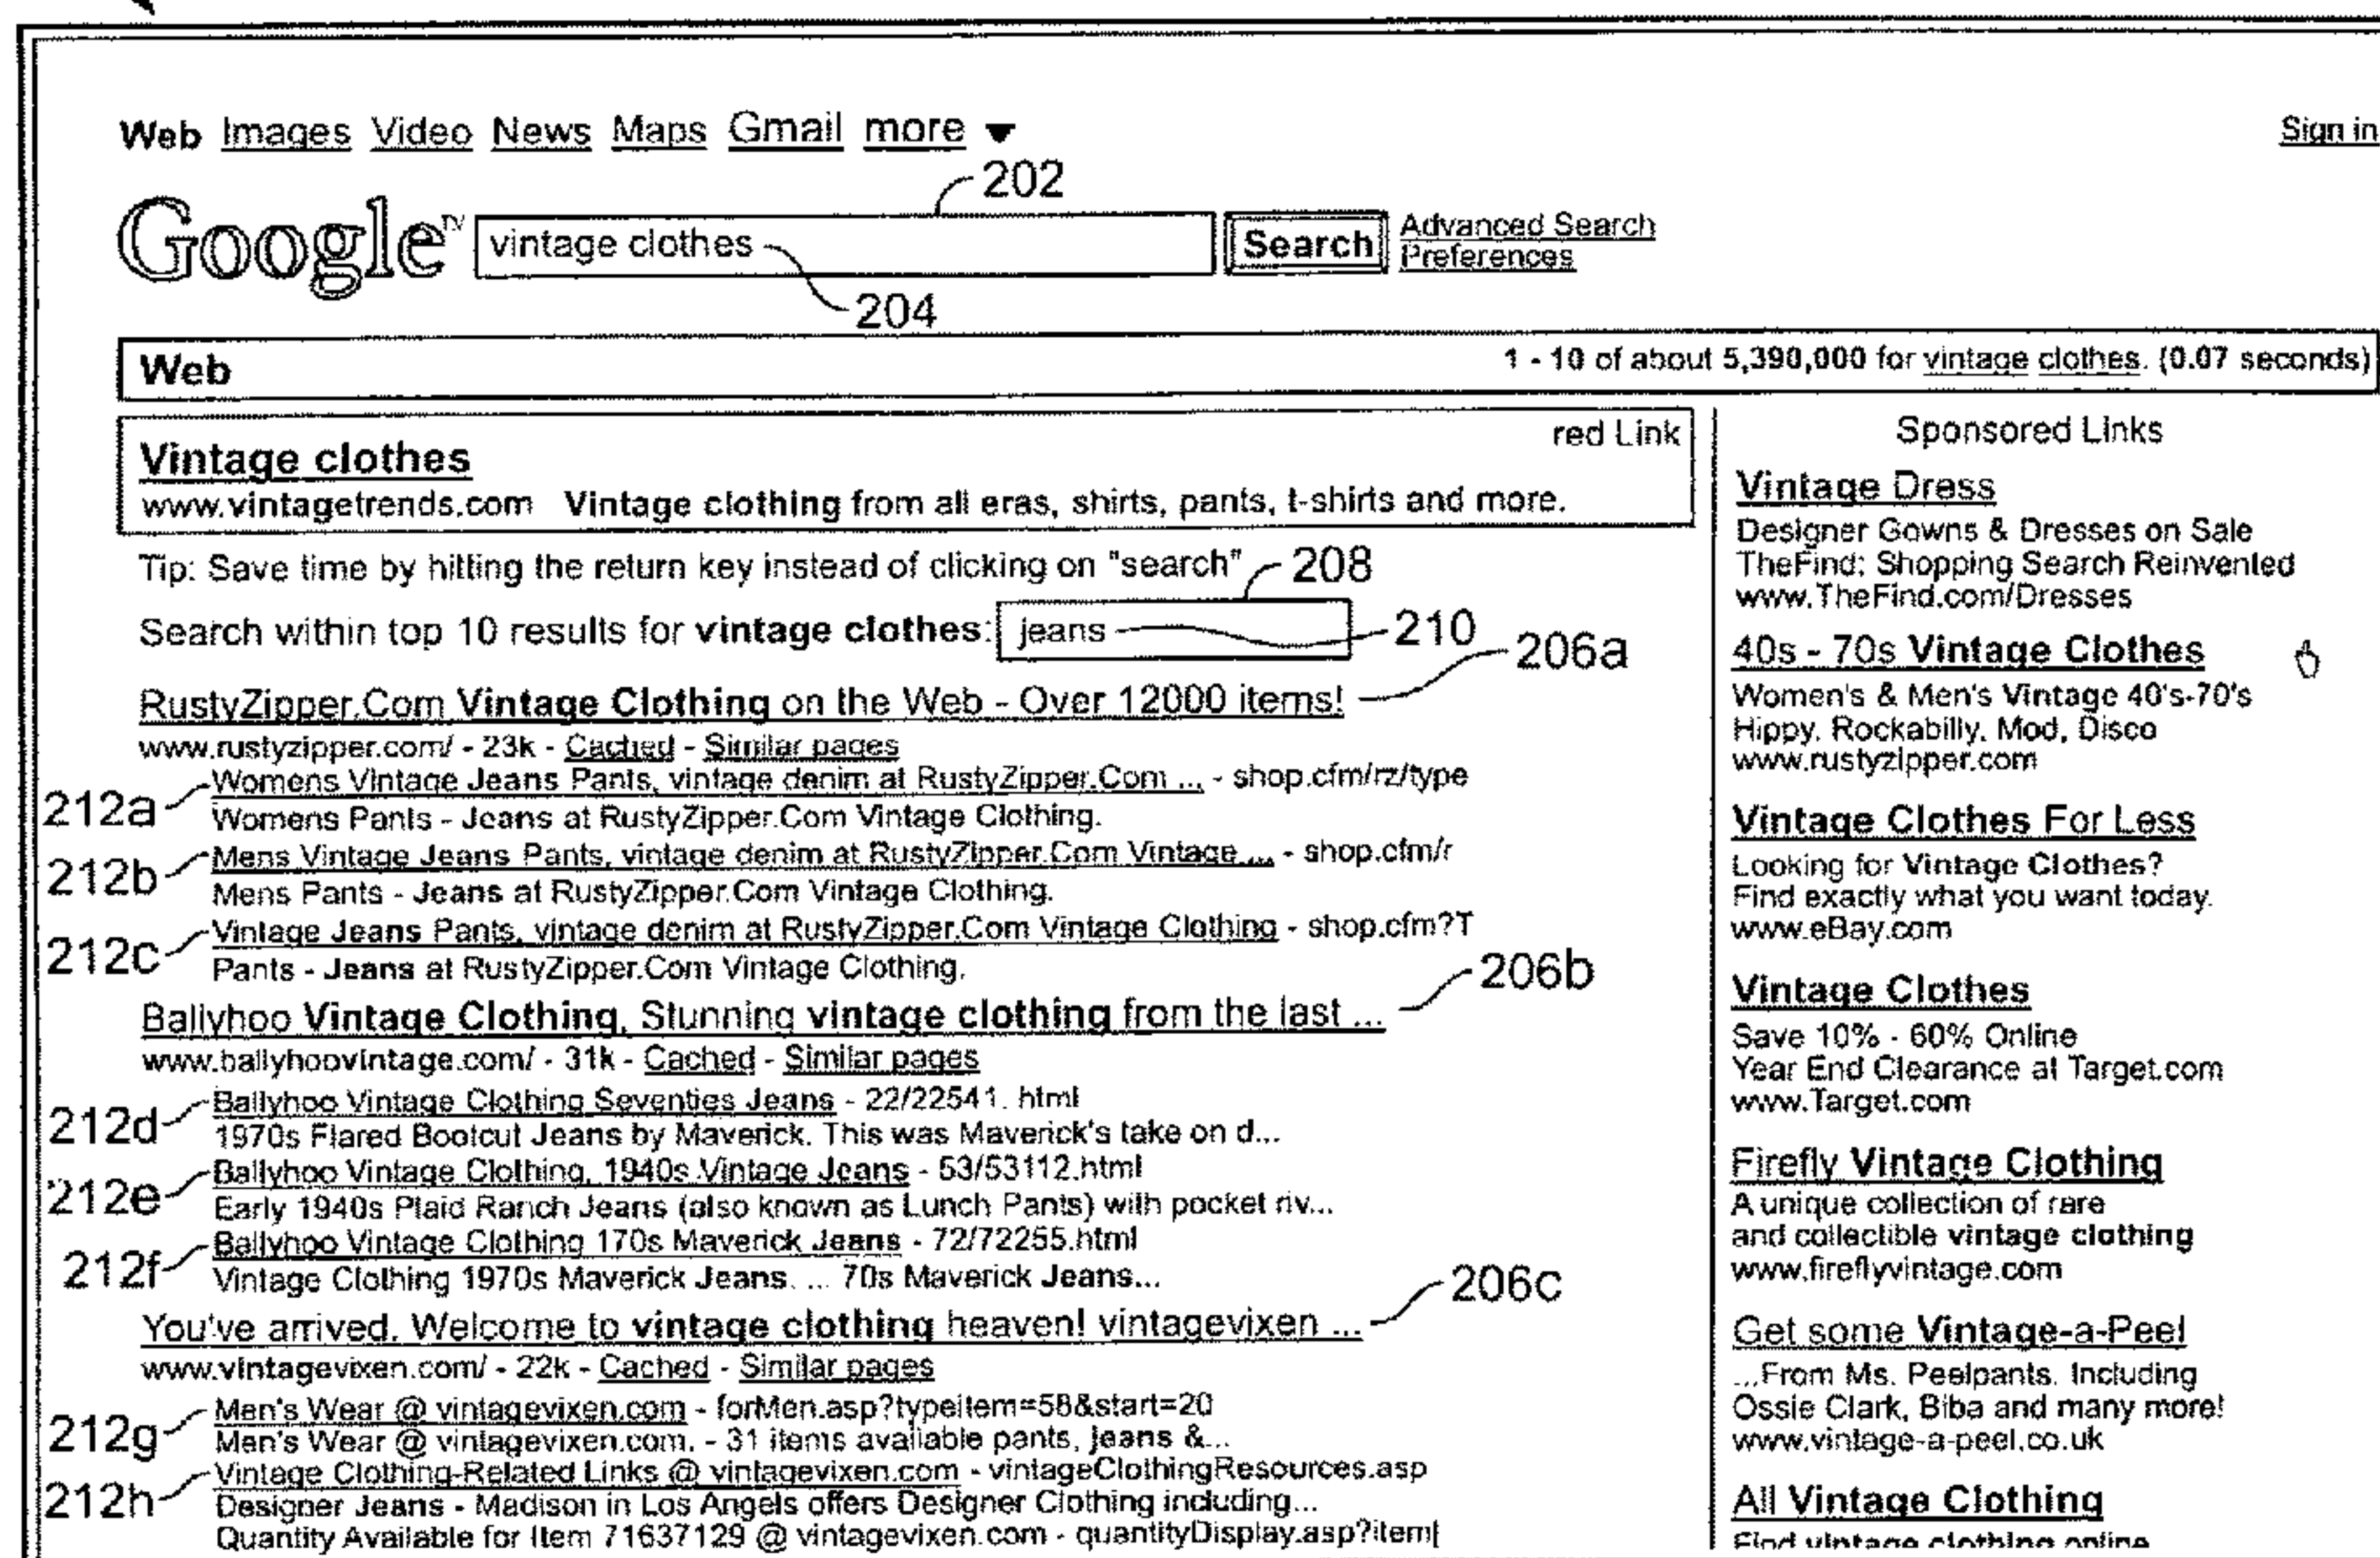 Web Images Video News Maps Gmail more
Sign in
202
Google TM
vintage clothes
Search
Advanced Search
Preferences
204
Web
1 - 10 of about 5,390,000 for vintage clothes. (0.07 seconds)
red Link
Vintage clothes
www.vintagetrends.com Vintage clothing from all eras, shirts, pants, t-shirts and more.
Tip: Save time by hitting the return key instead of clicking on "search"
208
Search within top 10 results for vintage clothes: jeans
210
206a
RustyZipper.Com Vintage Clothing on the Web - Over 12000 items!
www.rustyzipper.com/ - 23k - Cached - Similar pages
212a
Womens Vintage Jeans Pants, vintage denim at RustyZipper.Com ... - shop.cfm/rz/type
Womens Pants - Jeans at RustyZipper.Com Vintage Clothing.
212b
Mens Vintage Jeans Pants, vintage denim at RustyZipper.Com Vintage ... - shop.cfm/r
Mens Pants - Jeans at RustyZipper.Com Vintage Clothing.
212c
Vintage Jeans Pants, vintage denim at RustyZipper.Com Vintage Clothing - shop.cfm?T
Pants - Jeans at RustyZipper.Com Vintage Clothing.
206b
Ballyhoo Vintage Clothing, Stunning vintage clothing from the last ...
www.ballyhoovintage.com/ - 31k - Cached - Similar pages
212d
Ballyhoo Vintage Clothing Seventies Jeans - 22/22541. html
1970s Flared Bootcut Jeans by Maverick. This was Maverick's take on d...
212e
Ballyhoo Vintage Clothing, 1940s Vintage Jeans - 53/53112.html
Early 1940s Plaid Ranch Jeans (also known as Lunch Pants) with pocket riv...
212f
Ballyhoo Vintage Clothing 170s Maverick Jeans - 72/72255.html
Vintage Clothing 1970s Maverick Jeans. ... 70s Maverick Jeans...
206c
You've arrived. Welcome to vintage clothing heaven! vintagevixen ...
www.vintagevixen.com/ - 22k - Cached - Similar pages
212g
Men's Wear @ vintagevixen.com - forMen.asp?typeitem=58&start=20
Men's Wear @ vintagevixen.com. - 31 items available pants, jeans &...
212h
Vintage Clothing-Related Links @ vintagevixen.com - vintageClothingResources.asp
Designer Jeans - Madison in Los Angels offers Designer Clothing including...
Quantity Available for Item 71637129 @ vintagevixen.com - quantityDisplay.asp?item[
Sponsored Links
Vintage Dress
Designer Gowns & Dresses on Sale
TheFind: Shopping Search Reinvented
www.TheFind.com/Dresses
40s - 70s Vintage Clothes
Women's & Men's Vintage 40's-70's
Hippy, Rockabilly, Mod, Disco
www.rustyzipper.com
Vintage Clothes For Less
Looking for Vintage Clothes?
Find exactly what you want today.
www.eBay.com
Vintage Clothes
Save 10% - 60% Online
Year End Clearance at Target.com
www.Target.com
Firefly Vintage Clothing
A unique collection of rare
and collectible vintage clothing
www.fireflyvintage.com
Get some Vintage-a-Peel
...From Ms. Peelpants. Including
Ossie Clark, Biba and many more!
www.vintage-a-peel.co.uk
All Vintage Clothing
Find vintage clothing online